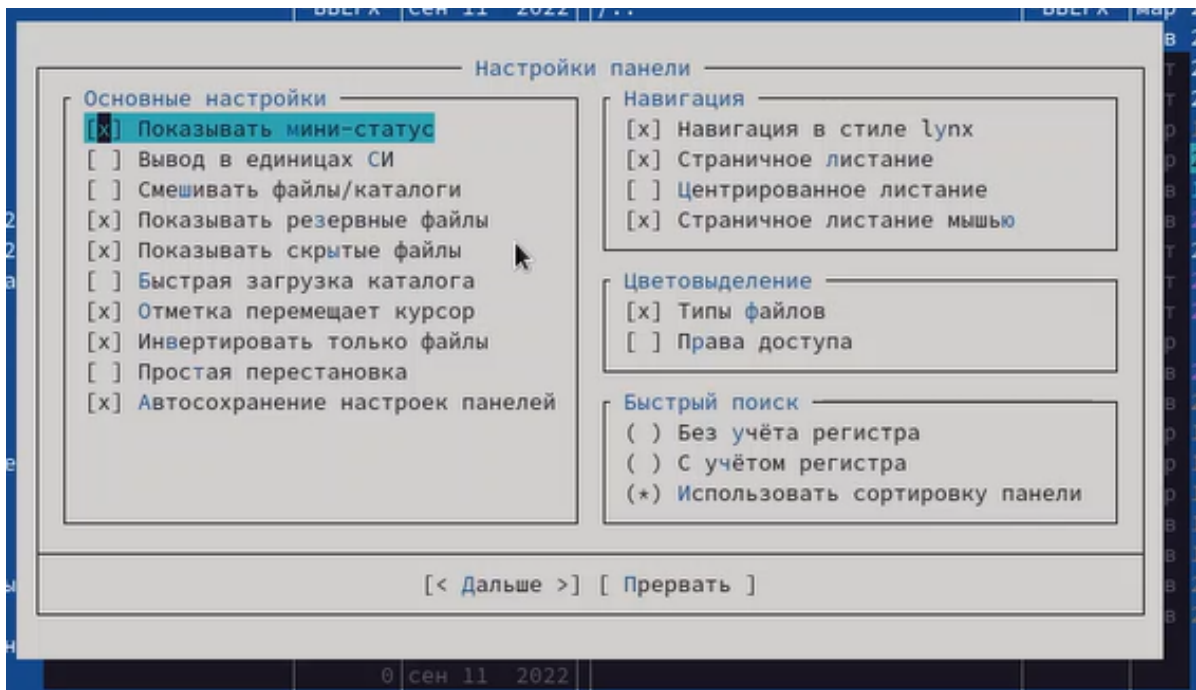 ВВЕРХ сен 11 2022 /.. ВВЕРХ мар
Настройки панели
Основные настройки
[x] Показывать мини-статус
[ ] Вывод в единицах СИ
[ ] Смешивать файлы/каталоги
[x] Показывать резервные файлы
[x] Показывать скрытые файлы
[ ] Быстрая загрузка каталога
[x] Отметка перемещает курсор
[x] Инвертировать только файлы
[ ] Простая перестановка
[x] Автосохранение настроек панелей
Навигация
[x] Навигация в стиле lynx
[x] Страничное листание
[ ] Центрированное листание
[x] Страничное листание мышью
Цветовыделение
[x] Типы файлов
[ ] Права доступа
Быстрый поиск
( ) Без учёта регистра
( ) С учётом регистра
(*) Использовать сортировку панели
[< Дальше >] [ Прервать ]
0 сен 11 2022